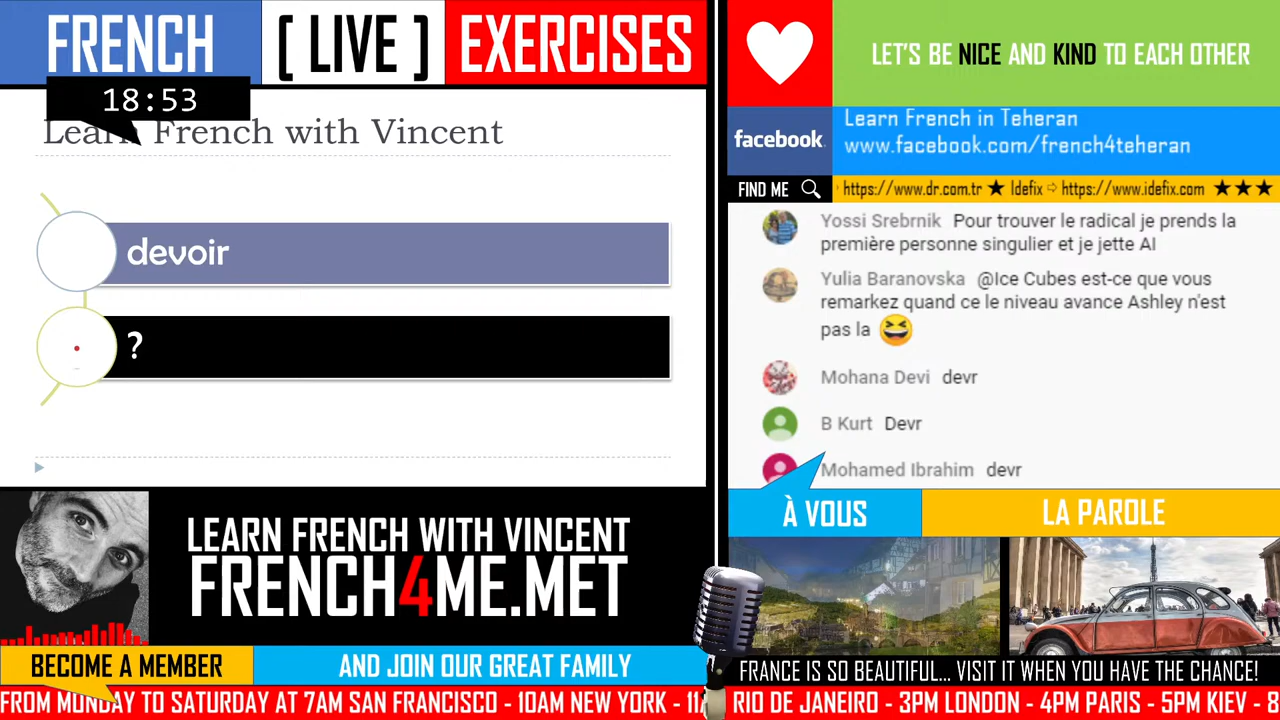 FRENCH
[ LIVE ]
EXERCISES
18:53
Learn French with Vincent
devoir
?
LEARN FRENCH WITH VINCENT
FRENCH4ME.MET
BECOME A MEMBER
AND JOIN OUR GREAT FAMILY
FROM MONDAY TO SATURDAY AT 7AM SAN FRANCISCO - 10AM NEW YORK - 11
LET'S BE NICE AND KIND TO EACH OTHER
facebook.
Learn French in Teheran
www.facebook.com/french4teheran
FIND ME
https://www.dr.com.tr ★ Idefix ⇨ https://www.idefix.com ★★★
Yossi Srebrnik Pour trouver le radical je prends la
première personne singulier et je jette AI
Yulia Baranovska @Ice Cubes est-ce que vous
remarkez quand ce le niveau avance Ashley n'est
pas la 😆
Mohana Devi devr
B Kurt Devr
Mohamed Ibrahim devr
À VOUS
LA PAROLE
FRANCE IS SO BEAUTIFUL... VISIT IT WHEN YOU HAVE THE CHANCE!
RIO DE JANEIRO - 3PM LONDON - 4PM PARIS - 5PM KIEV - 8